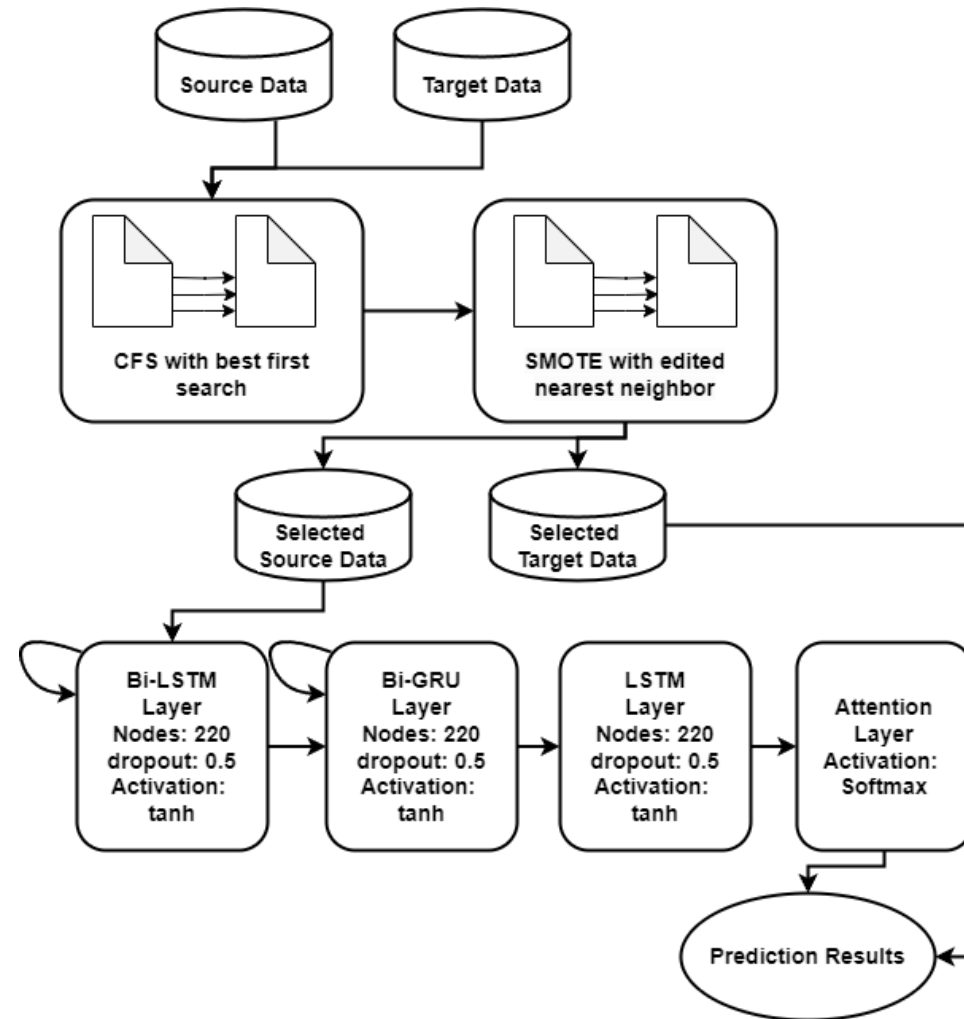 Source Data
Target Data
CFS with best first
search
SMOTE with edited
nearest neighbor
Selected
Source Data
Selected
Target Data
Bi-LSTM
Layer
Nodes: 220
dropout: 0.5
Activation:
tanh
Bi-GRU
Layer
Nodes: 220
dropout: 0.5
Activation:
tanh
LSTM
Layer
Nodes: 220
dropout: 0.5
Activation:
tanh
Attention
Layer
Activation:
Softmax
Prediction Results